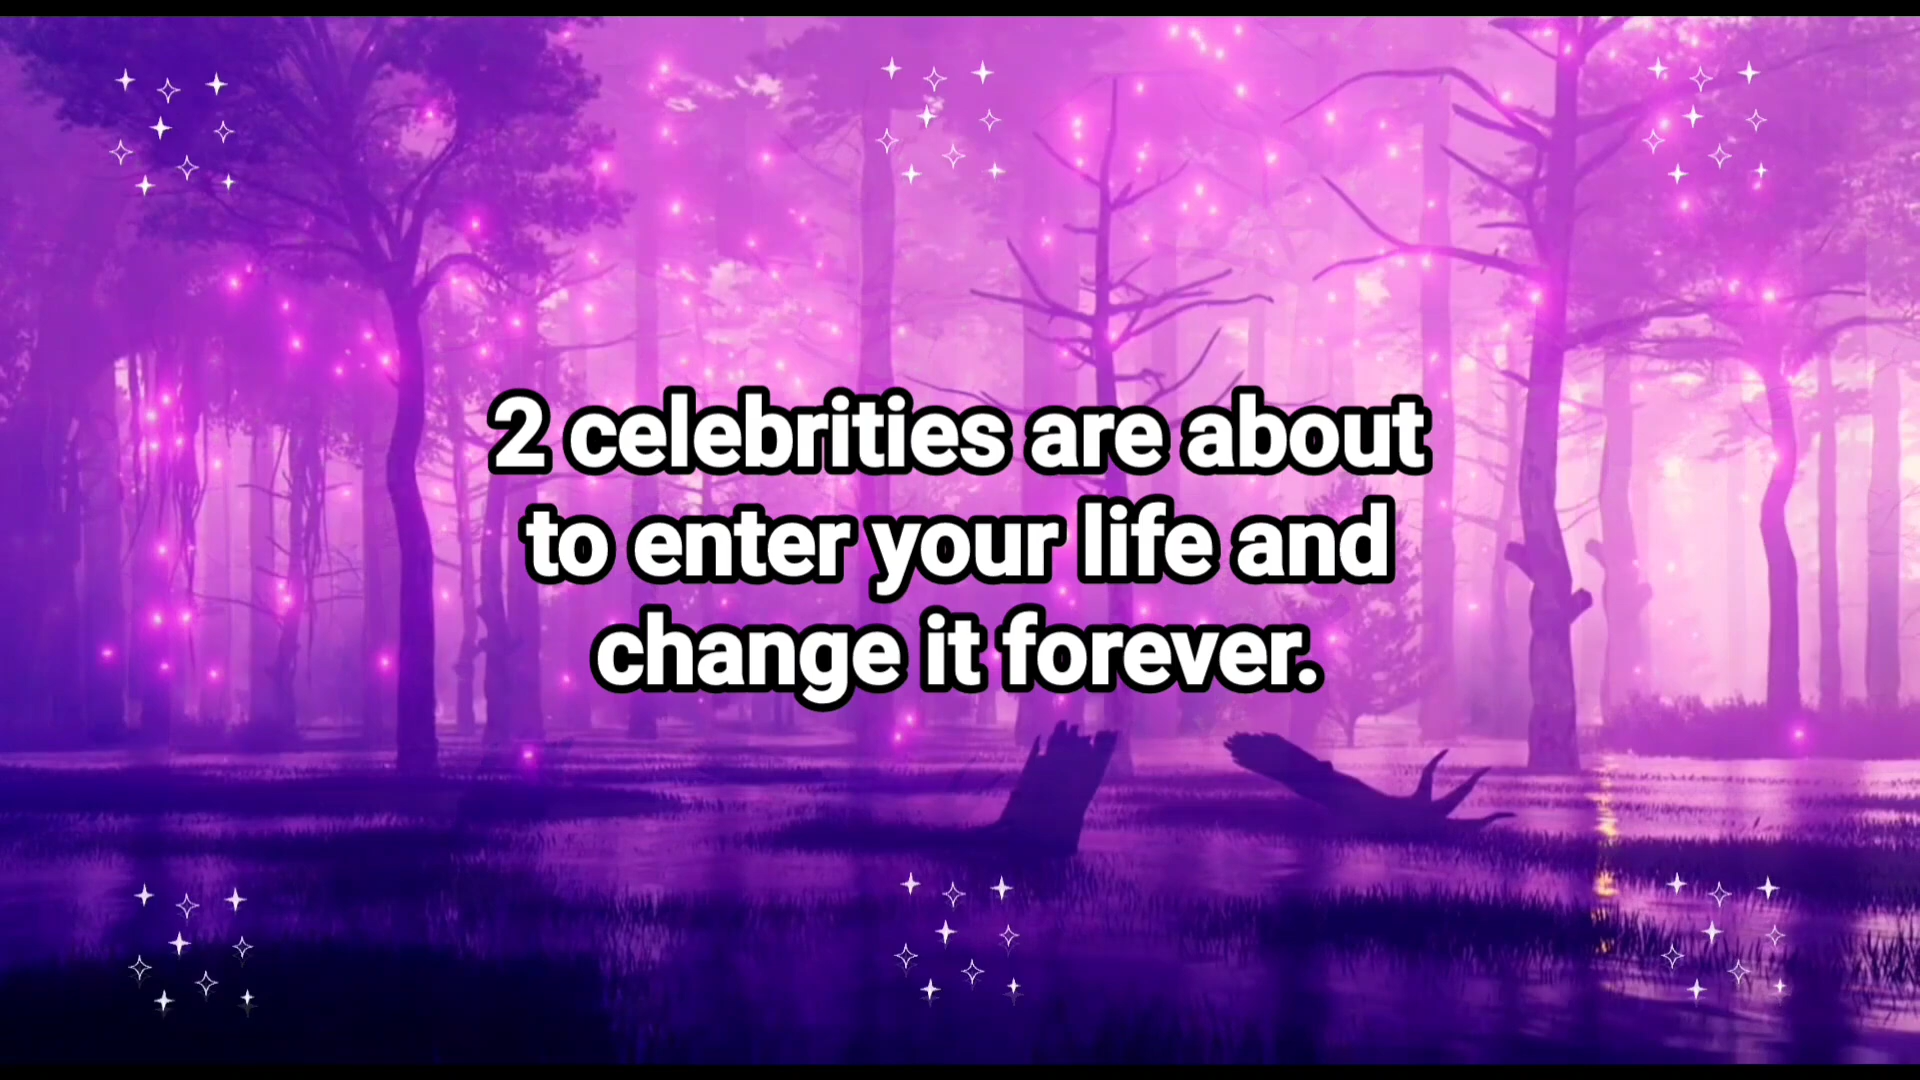 2 celebrities are about
to enter your life and
change it forever.